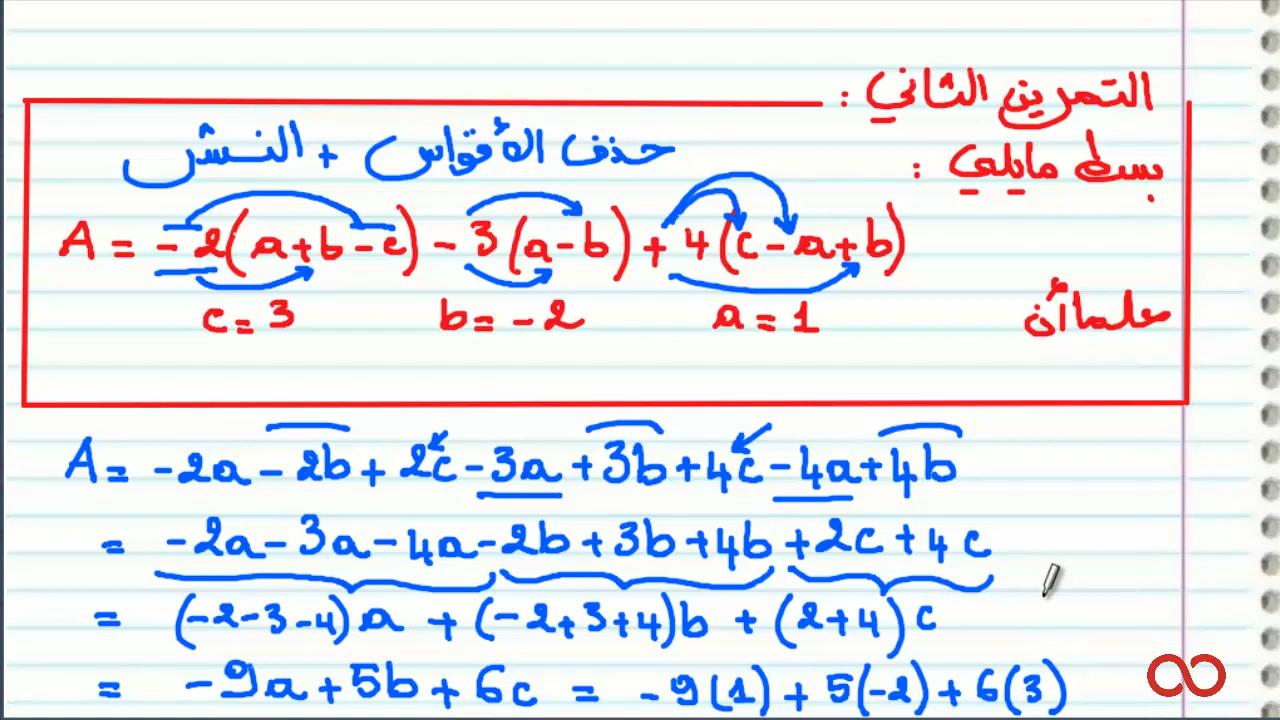 التمرين الثاني :
بسط مايلي :
حذف الأقواس + النشر
A = -2(a+b-c) - 3(a-b) + 4(c-a+b)
علما أن a = 1 b = -2 c = 3
A = -2a - 2b + 2c - 3a + 3b + 4c - 4a + 4b
= -2a - 3a - 4a - 2b + 3b + 4b + 2c + 4c
= (-2-3-4)a + (-2+3+4)b + (2+4)c
= -9a + 5b + 6c = -9(1) + 5(-2) + 6(3)